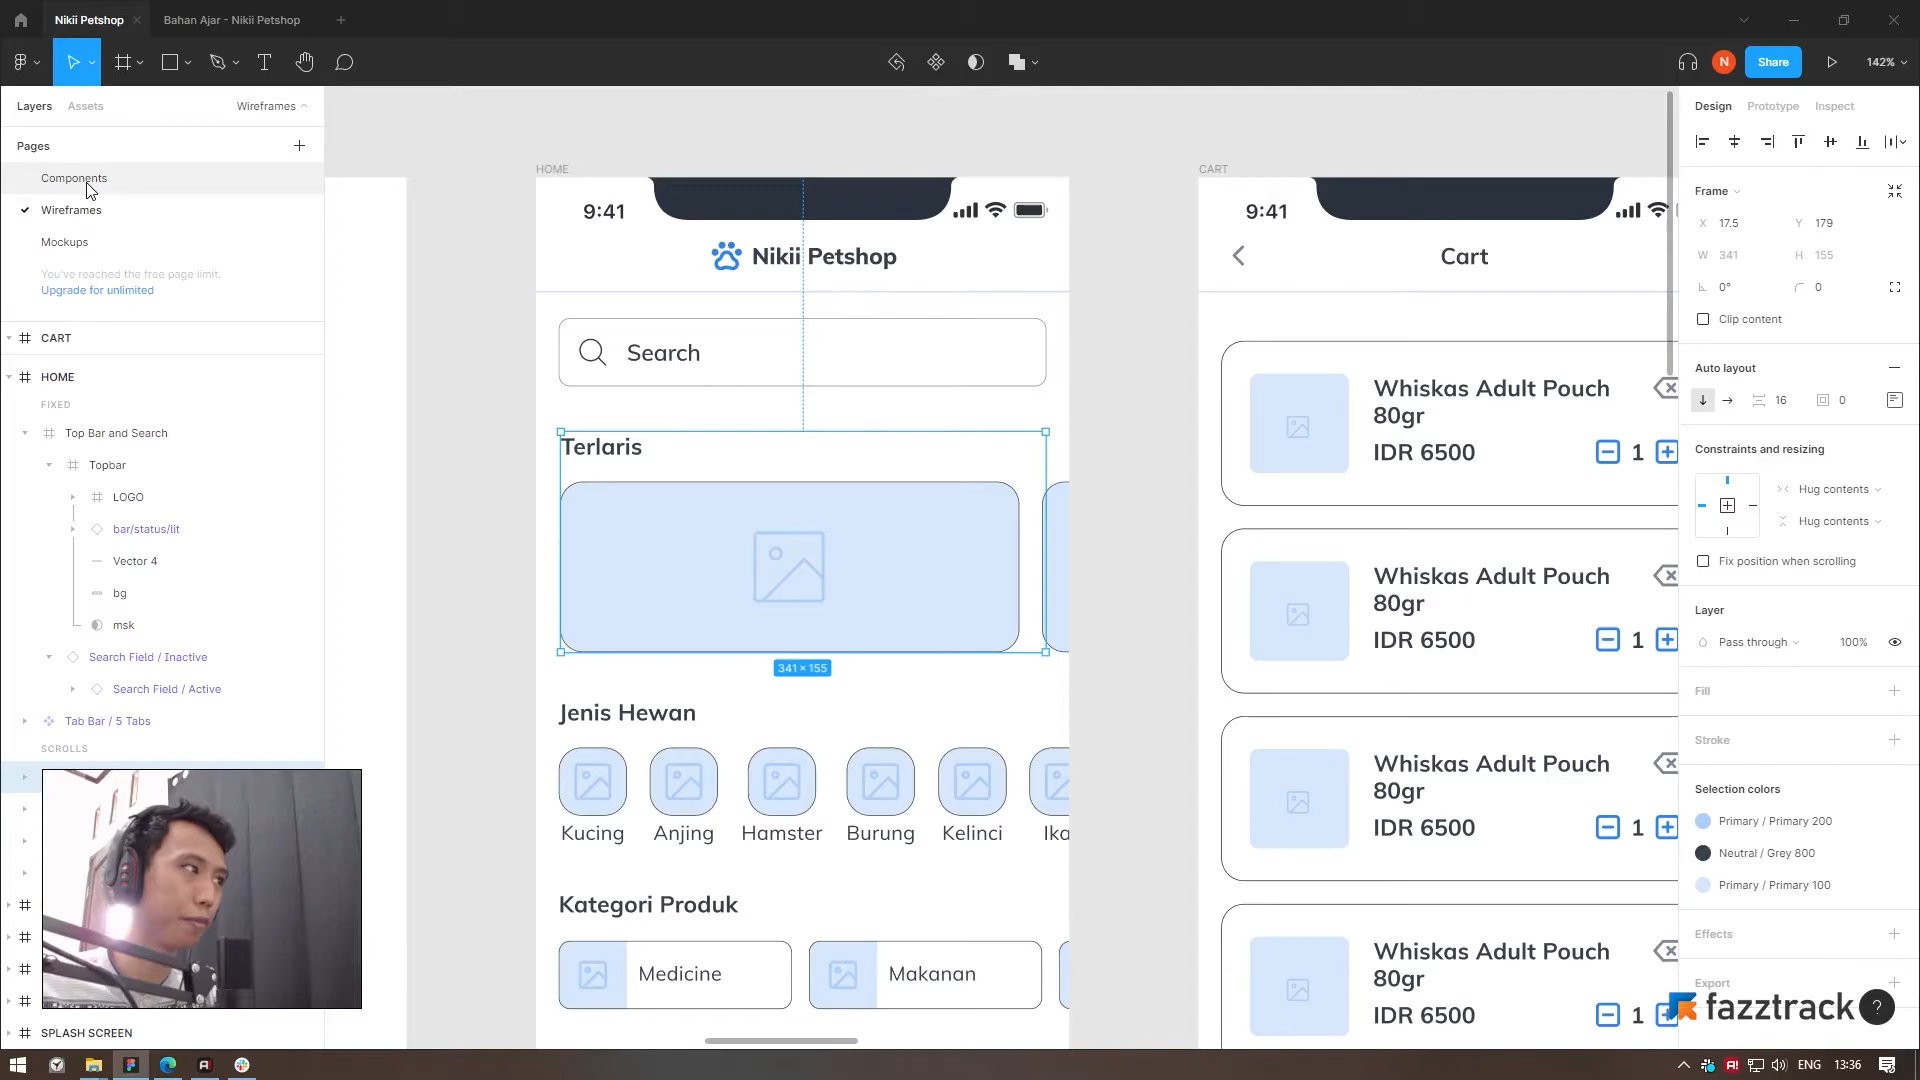 Nikii Petshop
Bahan Ajar - Nikii Petshop
Share
N
142%
Layers
Assets
Wireframes
Pages
Components
Wireframes
Mockups
You've reached the free page limit.
Upgrade for unlimited
CART
HOME
FIXED
Top Bar and Search
Topbar
LOGO
bar/status/lit
Vector 4
bg
msk
Search Field / Inactive
Search Field / Active
Tab Bar / 5 Tabs
SCROLLS
SPLASH SCREEN
HOME
9:41
Nikii Petshop
Search
Terlaris
341 × 155
Jenis Hewan
Kucing
Anjing
Hamster
Burung
Kelinci
Ika
Kategori Produk
Medicine
Makanan
CART
9:41
Cart
Whiskas Adult Pouch
80gr
IDR 6500
1
Whiskas Adult Pouch
80gr
IDR 6500
1
Whiskas Adult Pouch
80gr
IDR 6500
1
Whiskas Adult Pouch
80gr
IDR 6500
1
Design
Prototype
Inspect
Frame
X 17.5
Y 179
W 341
H 155
0°
0
Clip content
Auto layout
16
0
Constraints and resizing
Hug contents
Hug contents
Fix position when scrolling
Layer
Pass through
100%
Fill
Stroke
Selection colors
Primary / Primary 200
Neutral / Grey 800
Primary / Primary 100
Effects
Export
fazztrack
?
ENG
13:36